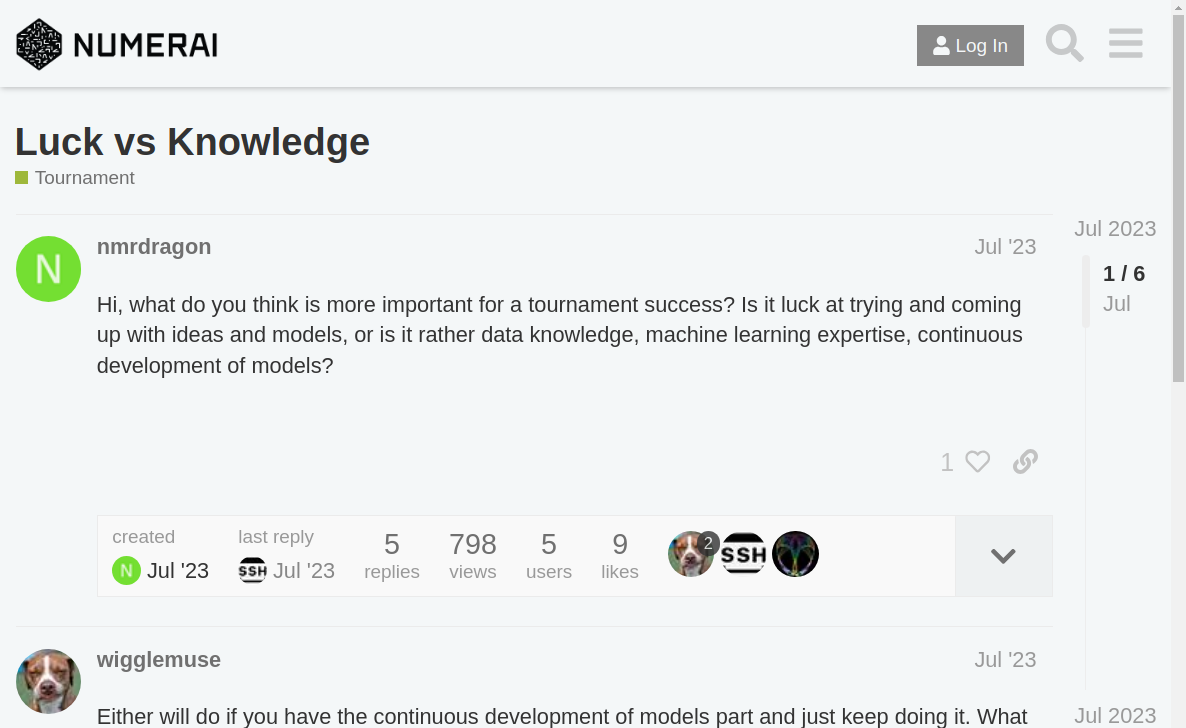 NUMERAI
Log In
Luck vs Knowledge
Tournament
Jul 2023
N
nmrdragon
Jul '23
1 / 6
Jul
Hi, what do you think is more important for a tournament success? Is it luck at trying and coming
up with ideas and models, or is it rather data knowledge, machine learning expertise, continuous
development of models?
1
created
last reply
5
798
5
9
2
SSH
N Jul '23
SSH Jul '23
replies
views
users
likes
wigglemuse
Jul '23
Either will do if you have the continuous development of models part and just keep doing it. What
Jul 2023